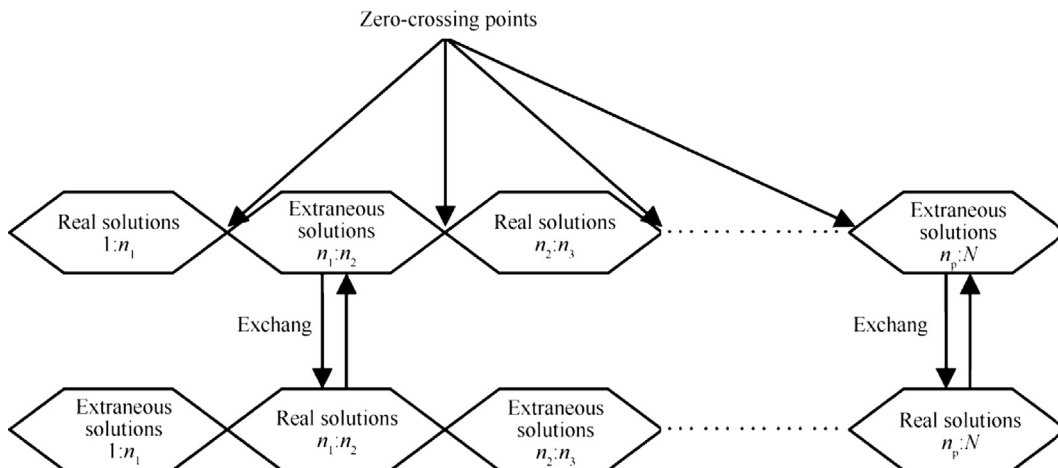 Zero-crossing points
Real solutions
1:n₁
Extraneous
solutions
n₁:n₂
Real solutions
n₂:n₃
Extraneous
solutions
nₚ:N
Exchang
Exchang
Extraneous
solutions
1:n₁
Real solutions
n₁:n₂
Extraneous
solutions
n₂:n₃
Real solutions
nₚ:N